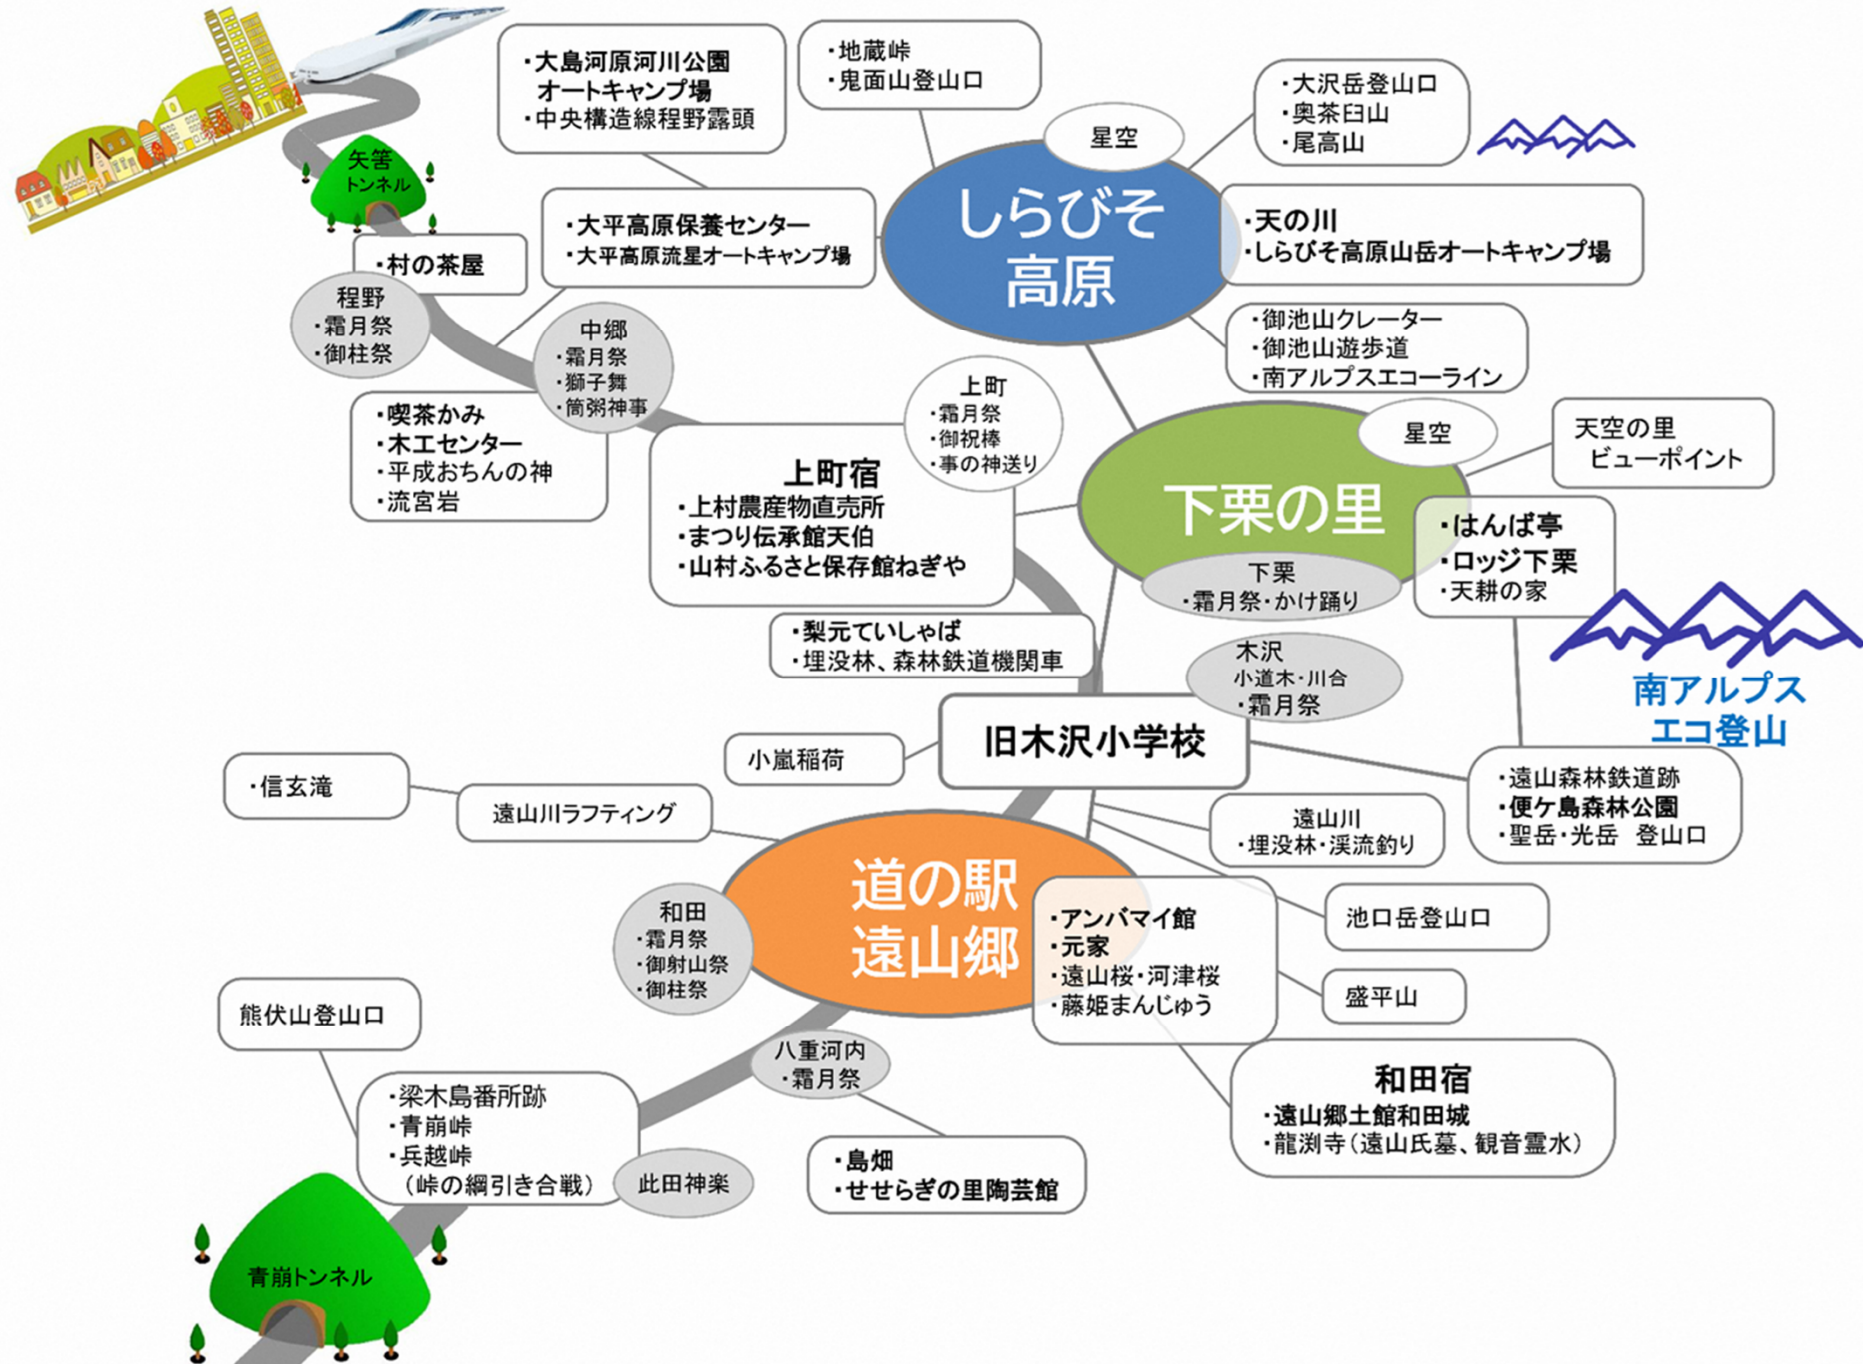 ・大島河原河川公園
オートキャンプ場
・中央構造線程野露頭
・地蔵峠
・鬼面山登山口
・大沢岳登山口
・奥茶臼山
・尾高山
星空
しらびそ
高原
矢筈
トンネル
・大平高原保養センター
・大平高原流星オートキャンプ場
・天の川
・しらびそ高原山岳オートキャンプ場
・村の茶屋
程野
・霜月祭
・御柱祭
中郷
・霜月祭
・獅子舞
・筒粥神事
・御池山クレーター
・御池山遊歩道
・南アルプスエコーライン
・喫茶かみ
・木工センター
・平成おちんの神
・流宮岩
上町
・霜月祭
・御祝棒
・事の神送り
上町宿
・上村農産物直売所
・まつり伝承館天伯
・山村ふるさと保存館ねぎや
星空
下栗の里
天空の里
ビューポイント
・はんば亭
・ロッジ下栗
・天耕の家
下栗
・霜月祭・かけ踊り
・梨元ていしゃば
・埋没林、森林鉄道機関車
木沢
小道木・川合
・霜月祭
南アルプス
エコ登山
旧木沢小学校
小嵐稲荷
・信玄滝
遠山川ラフティング
・遠山森林鉄道跡
・便ケ島森林公園
・聖岳・光岳 登山口
遠山川
・埋没林・渓流釣り
道の駅
遠山郷
・アンバマイ館
・元家
・遠山桜・河津桜
・藤姫まんじゅう
池口岳登山口
盛平山
和田
・霜月祭
・御射山祭
・御柱祭
熊伏山登山口
八重河内
・霜月祭
和田宿
・遠山郷土館和田城
・龍渕寺（遠山氏墓、観音霊水）
・梁木島番所跡
・青崩峠
・兵越峠
（峠の綱引き合戦）
此田神楽
・島畑
・せせらぎの里陶芸館
青崩トンネル